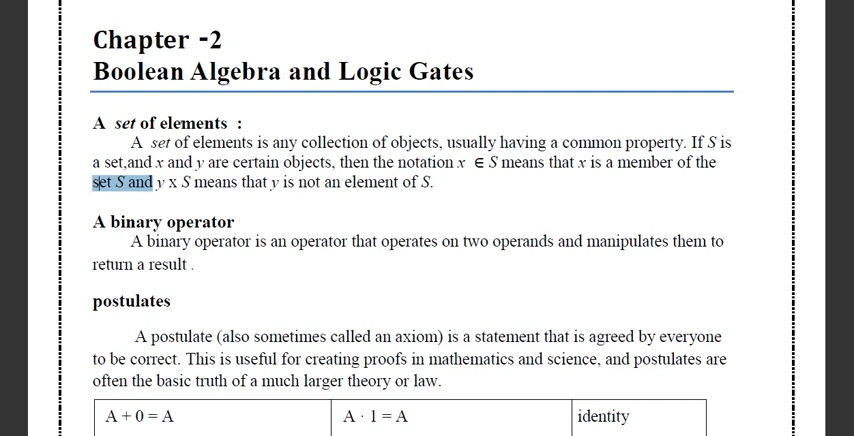 Chapter -2
Boolean Algebra and Logic Gates
A set of elements :
A set of elements is any collection of objects, usually having a common property. If S is
a set,and x and y are certain objects, then the notation x ∈ S means that x is a member of the
set S and y x S means that y is not an element of S.
A binary operator
A binary operator is an operator that operates on two operands and manipulates them to
return a result .
postulates
A postulate (also sometimes called an axiom) is a statement that is agreed by everyone
to be correct. This is useful for creating proofs in mathematics and science, and postulates are
often the basic truth of a much larger theory or law.
A + 0 = A A · 1 = A identity